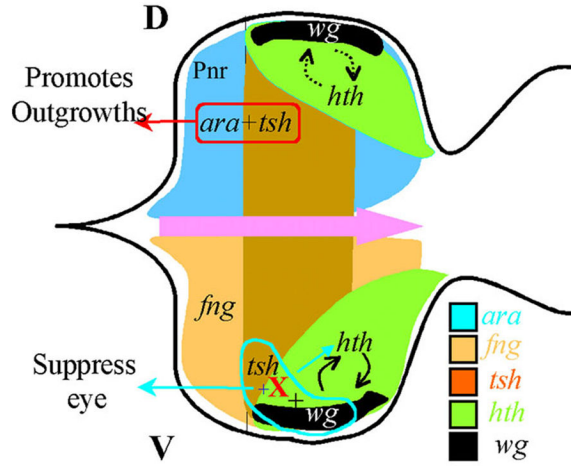 D
wg
Pnr
hth
Promotes
Outgrowths
ara+tsh
fng
tsh
hth
+X
+
wg
Suppress
eye
V
ara
fng
tsh
hth
wg